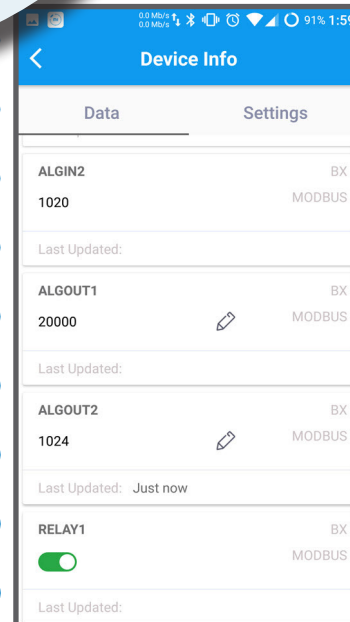 0.0 Mb/s
0.0 Mb/s
91% 1:59
Device Info
Data Settings
ALGIN2 BX
1020 MODBUS
Last Updated:
ALGOUT1 BX
20000 MODBUS
Last Updated:
ALGOUT2 BX
1024 MODBUS
Last Updated: Just now
RELAY1 BX
MODBUS
Last Updated: